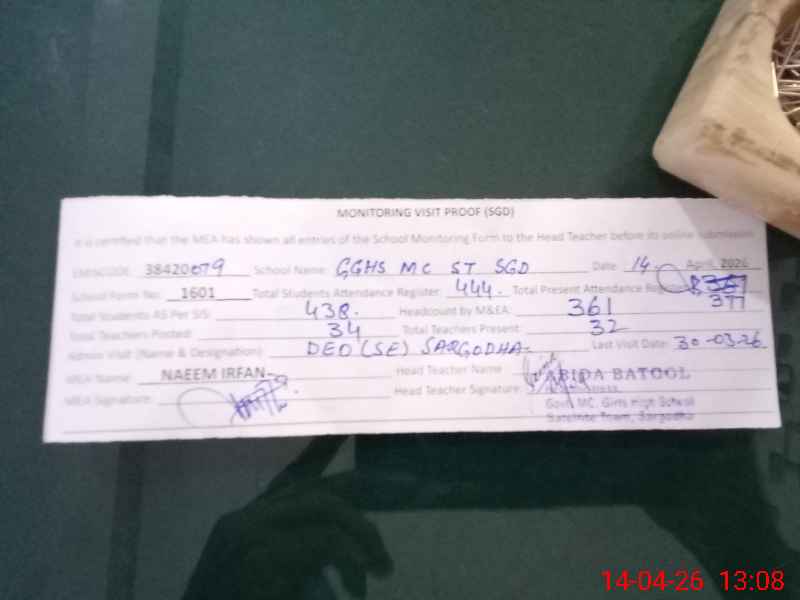 MONITORING VISIT PROOF (SGD)
It is certified that the MEA has shown all entries of the School Monitoring Form to the Head Teacher before its online submission
EMISCODE: 38420079 School Name: GGHS MC ST SGD Date: 14 April, 2026
School Form No: 1601 Total Students Attendance Register: 444 Total Present Attendance Register: 377
Total Students AS Per SIS: 438. Headcount by M&EA: 361
Total Teachers Posted: 34 Total Teachers Present: 32
Admin Visit (Name & Designation): DEO (SE) SARGODHA. Last Visit Date: 30-03-26.
MEA Name: NAEEM IRFAN Head Teacher Name ABIDA BATOOL
MEA Signature: Head Teacher Signature:
Govt. MC. Girls High School
Satellite Town, Sargodha
14-04-26 13:08